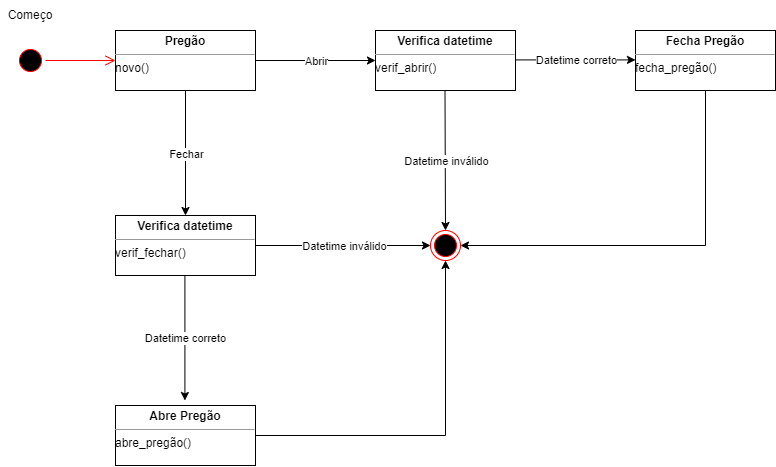 Começo
Pregão
novo()
Abrir
Verifica datetime
verif_abrir()
Datetime correto
Fecha Pregão
fecha_pregão()
Fechar
Datetime inválido
Verifica datetime
verif_fechar()
Datetime inválido
Datetime correto
Abre Pregão
abre_pregão()